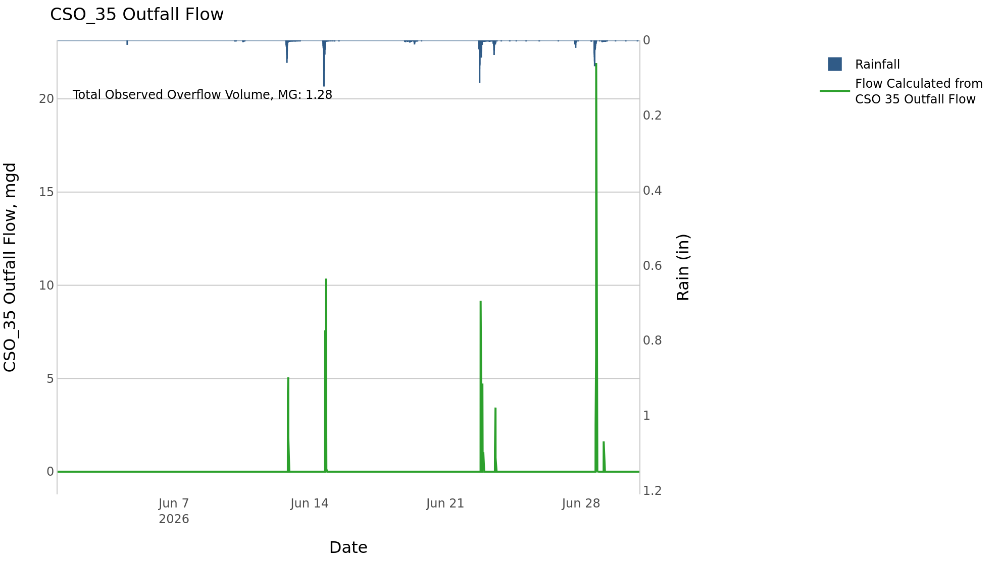 CSO_35 Outfall Flow
Total Observed Overflow Volume, MG: 1.28
CSO_35 Outfall Flow, mgd
20
15
10
5
0
0
0.2
0.4
0.6
0.8
1
1.2
Rain (in)
Jun 7
2026
Jun 14
Jun 21
Jun 28
Date
Rainfall
Flow Calculated from
CSO 35 Outfall Flow